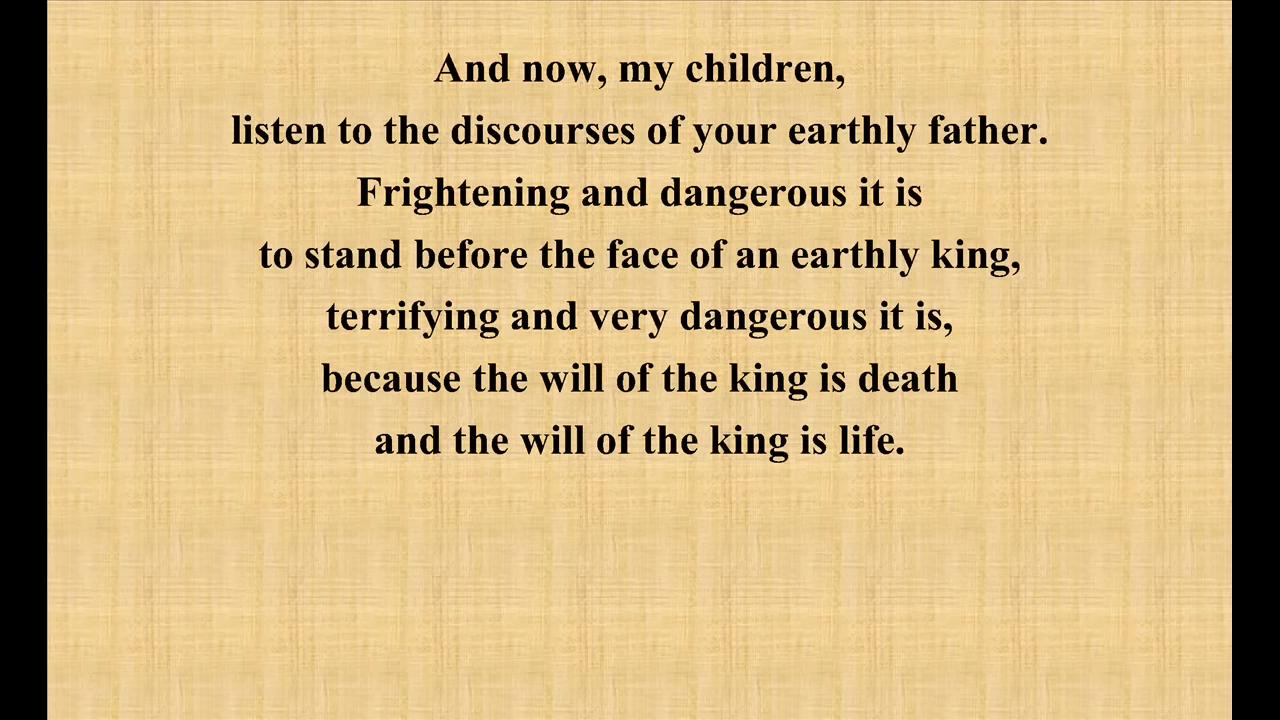 And now, my children,
listen to the discourses of your earthly father.
Frightening and dangerous it is
to stand before the face of an earthly king,
terrifying and very dangerous it is,
because the will of the king is death
and the will of the king is life.